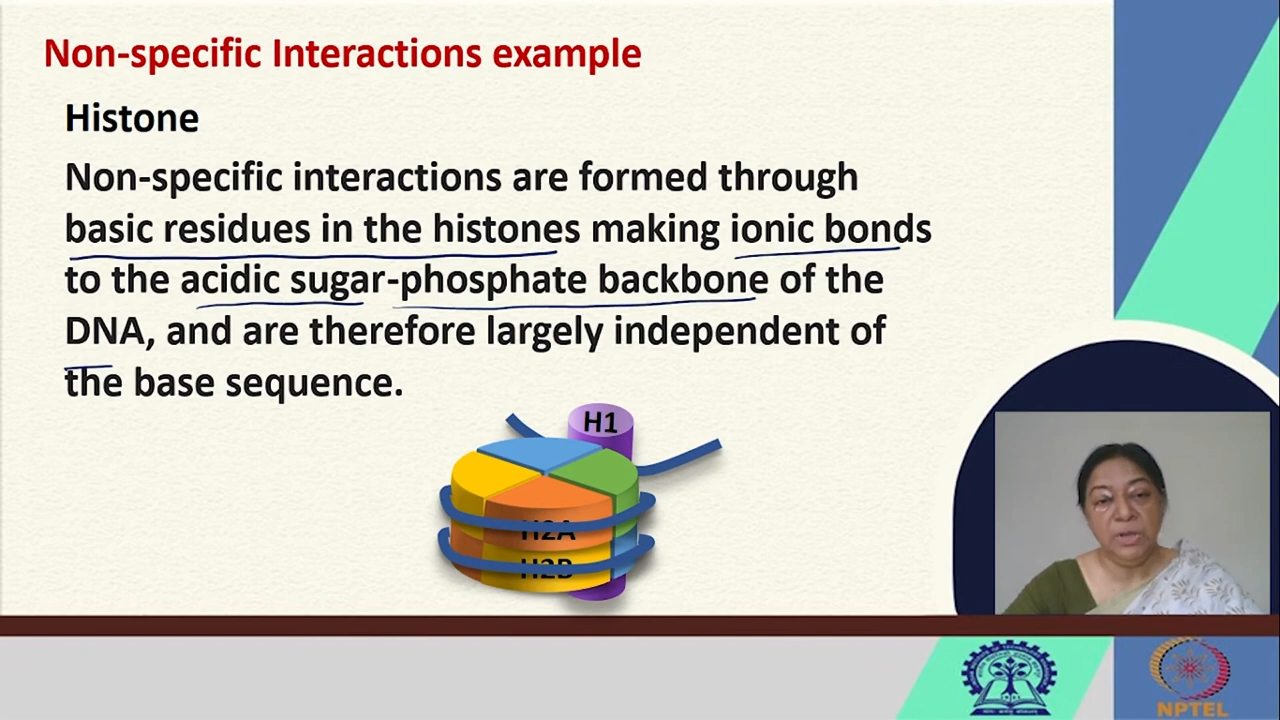 Non-specific Interactions example
Histone
Non-specific interactions are formed through
basic residues in the histones making ionic bonds
to the acidic sugar-phosphate backbone of the
DNA, and are therefore largely independent of
the base sequence.
H1
H2A
H2B
NPTEL